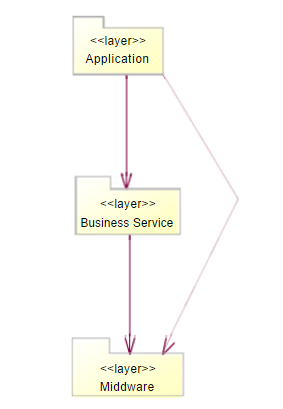 <<layer>>
Application
<<layer>>
Business Service
<<layer>>
Middware